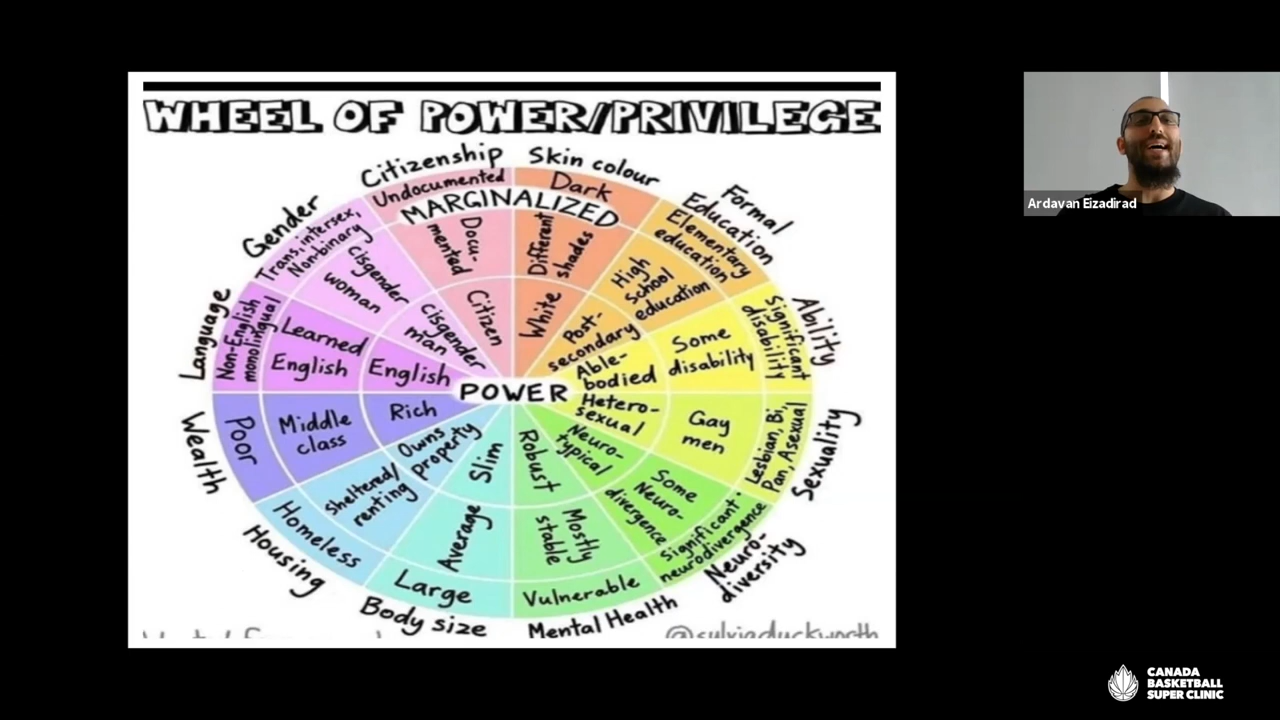 WHEEL OF POWER/PRIVILEGE
Citizenship
Skin colour
Undocumented
Dark
MARGINALIZED
Formal
Education
Gender
Trans, intersex,
Non-binary
Docu-
mented
Different
shades
Elementary
education
cisgender
woman
High
school
education
Citizen
White
cisgender
man
Post-
secondary
Language
Non-English
monolingual
Learned
English
English
Able-
bodied
Some
disability
Significant
disability
Ability
POWER
Wealth
Poor
Middle
class
Rich
Hetero-
sexual
Gay
men
Lesbian, Bi,
Pan, Asexual
Sexuality
Owns
property
Slim
Robust
Neuro-
typical
Sheltered/
renting
Average
Mostly
stable
Some
Neuro-
divergence
Homeless
Housing
Large
Body size
Vulnerable
Mental Health
Significant
neurodivergence
Neuro-
diversity
@sylviaduckworth
Ardavan Eizadirad
CANADA
BASKETBALL
SUPER CLINIC